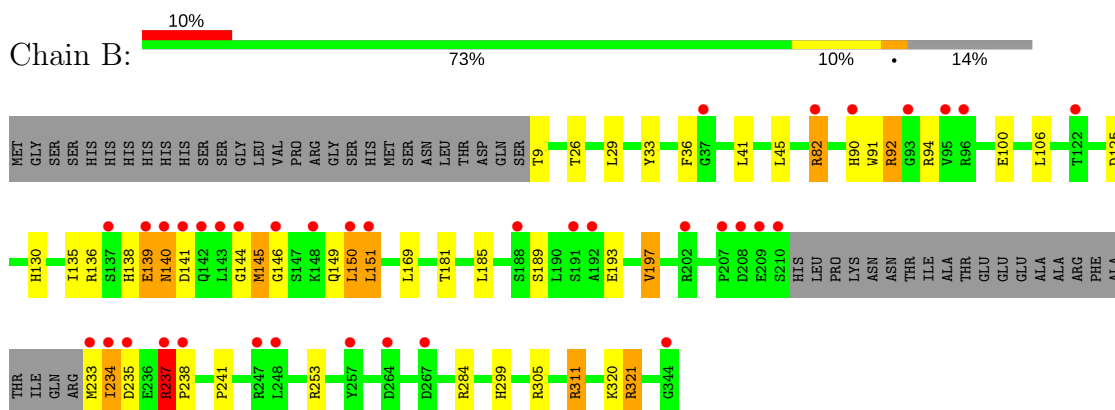 10%
Chain B:
73% 10% • 14%
MET GLY SER SER HIS HIS HIS HIS HIS HIS SER SER GLY LEU VAL PRO ARG GLY SER HIS MET SER ASN LEU THR ASP GLN SER T9 T26 L29 Y33 F36 G37 L41 L45 R82 H90 W91 R92 G93 R94 V95 R96 E100 L106 T122 D125
H130 I135 R136 S137 H138 E139 N140 D141 Q142 L143 G144 M145 G146 S147 K148 Q149 L150 L151 L169 T181 L185 S188 S189 L190 S191 A192 E193 V197 R202 P207 D208 E209 S210 HIS LEU PRO LYS ASN ASN THR ILE ALA THR GLU GLU GLU ALA ALA ARG PHE ALA
THR ILE GLN ARG M233 I234 D235 E236 R237 P238 P241 R247 L248 R253 Y257 D264 D267 R284 H299 R305 R311 K320 R321 G344